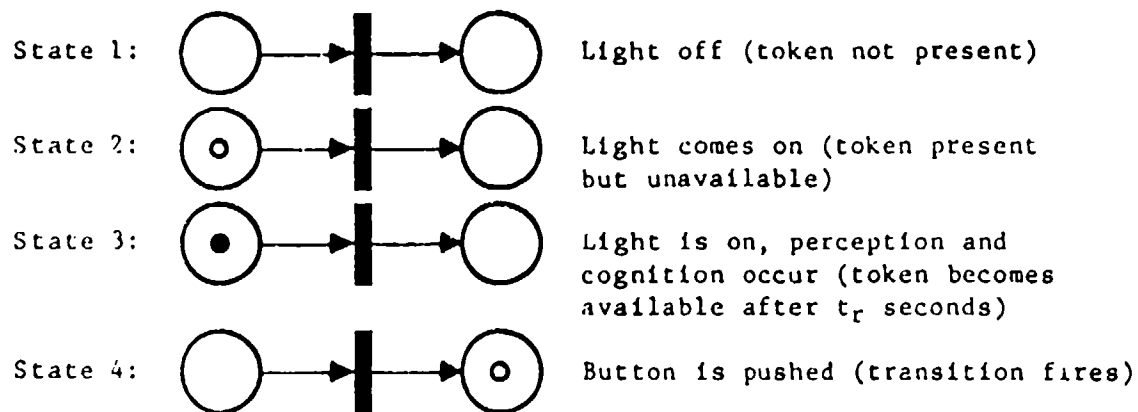 State 1: Light off (token not present)
State 2: Light comes on (token present
but unavailable)
State 3: Light is on, perception and
cognition occur (token becomes
available after tr seconds)
State 4: Button is pushed (transition fires)